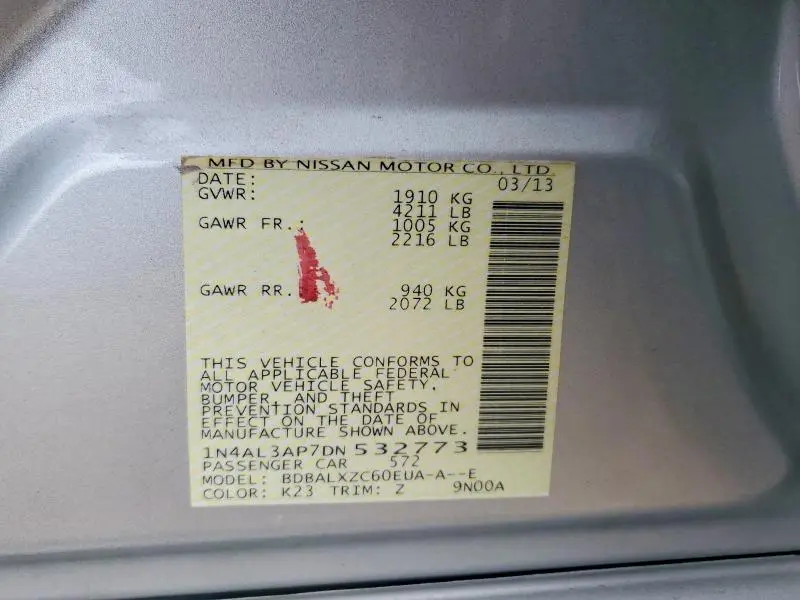 MFD BY NISSAN MOTOR CO., LTD.
DATE: 03/13
GVWR: 1910 KG
4211 LB
GAWR FR.: 1005 KG
2216 LB
GAWR RR. 940 KG
2072 LB
THIS VEHICLE CONFORMS TO
ALL APPLICABLE FEDERAL
MOTOR VEHICLE SAFETY,
BUMPER, AND THEFT
PREVENTION STANDARDS IN
EFFECT ON THE DATE OF
MANUFACTURE SHOWN ABOVE.
1N4AL3AP7DN532773
PASSENGER CAR 572
MODEL: BDBALXZC60EUA-A--E
COLOR: K23 TRIM: Z 9N00A